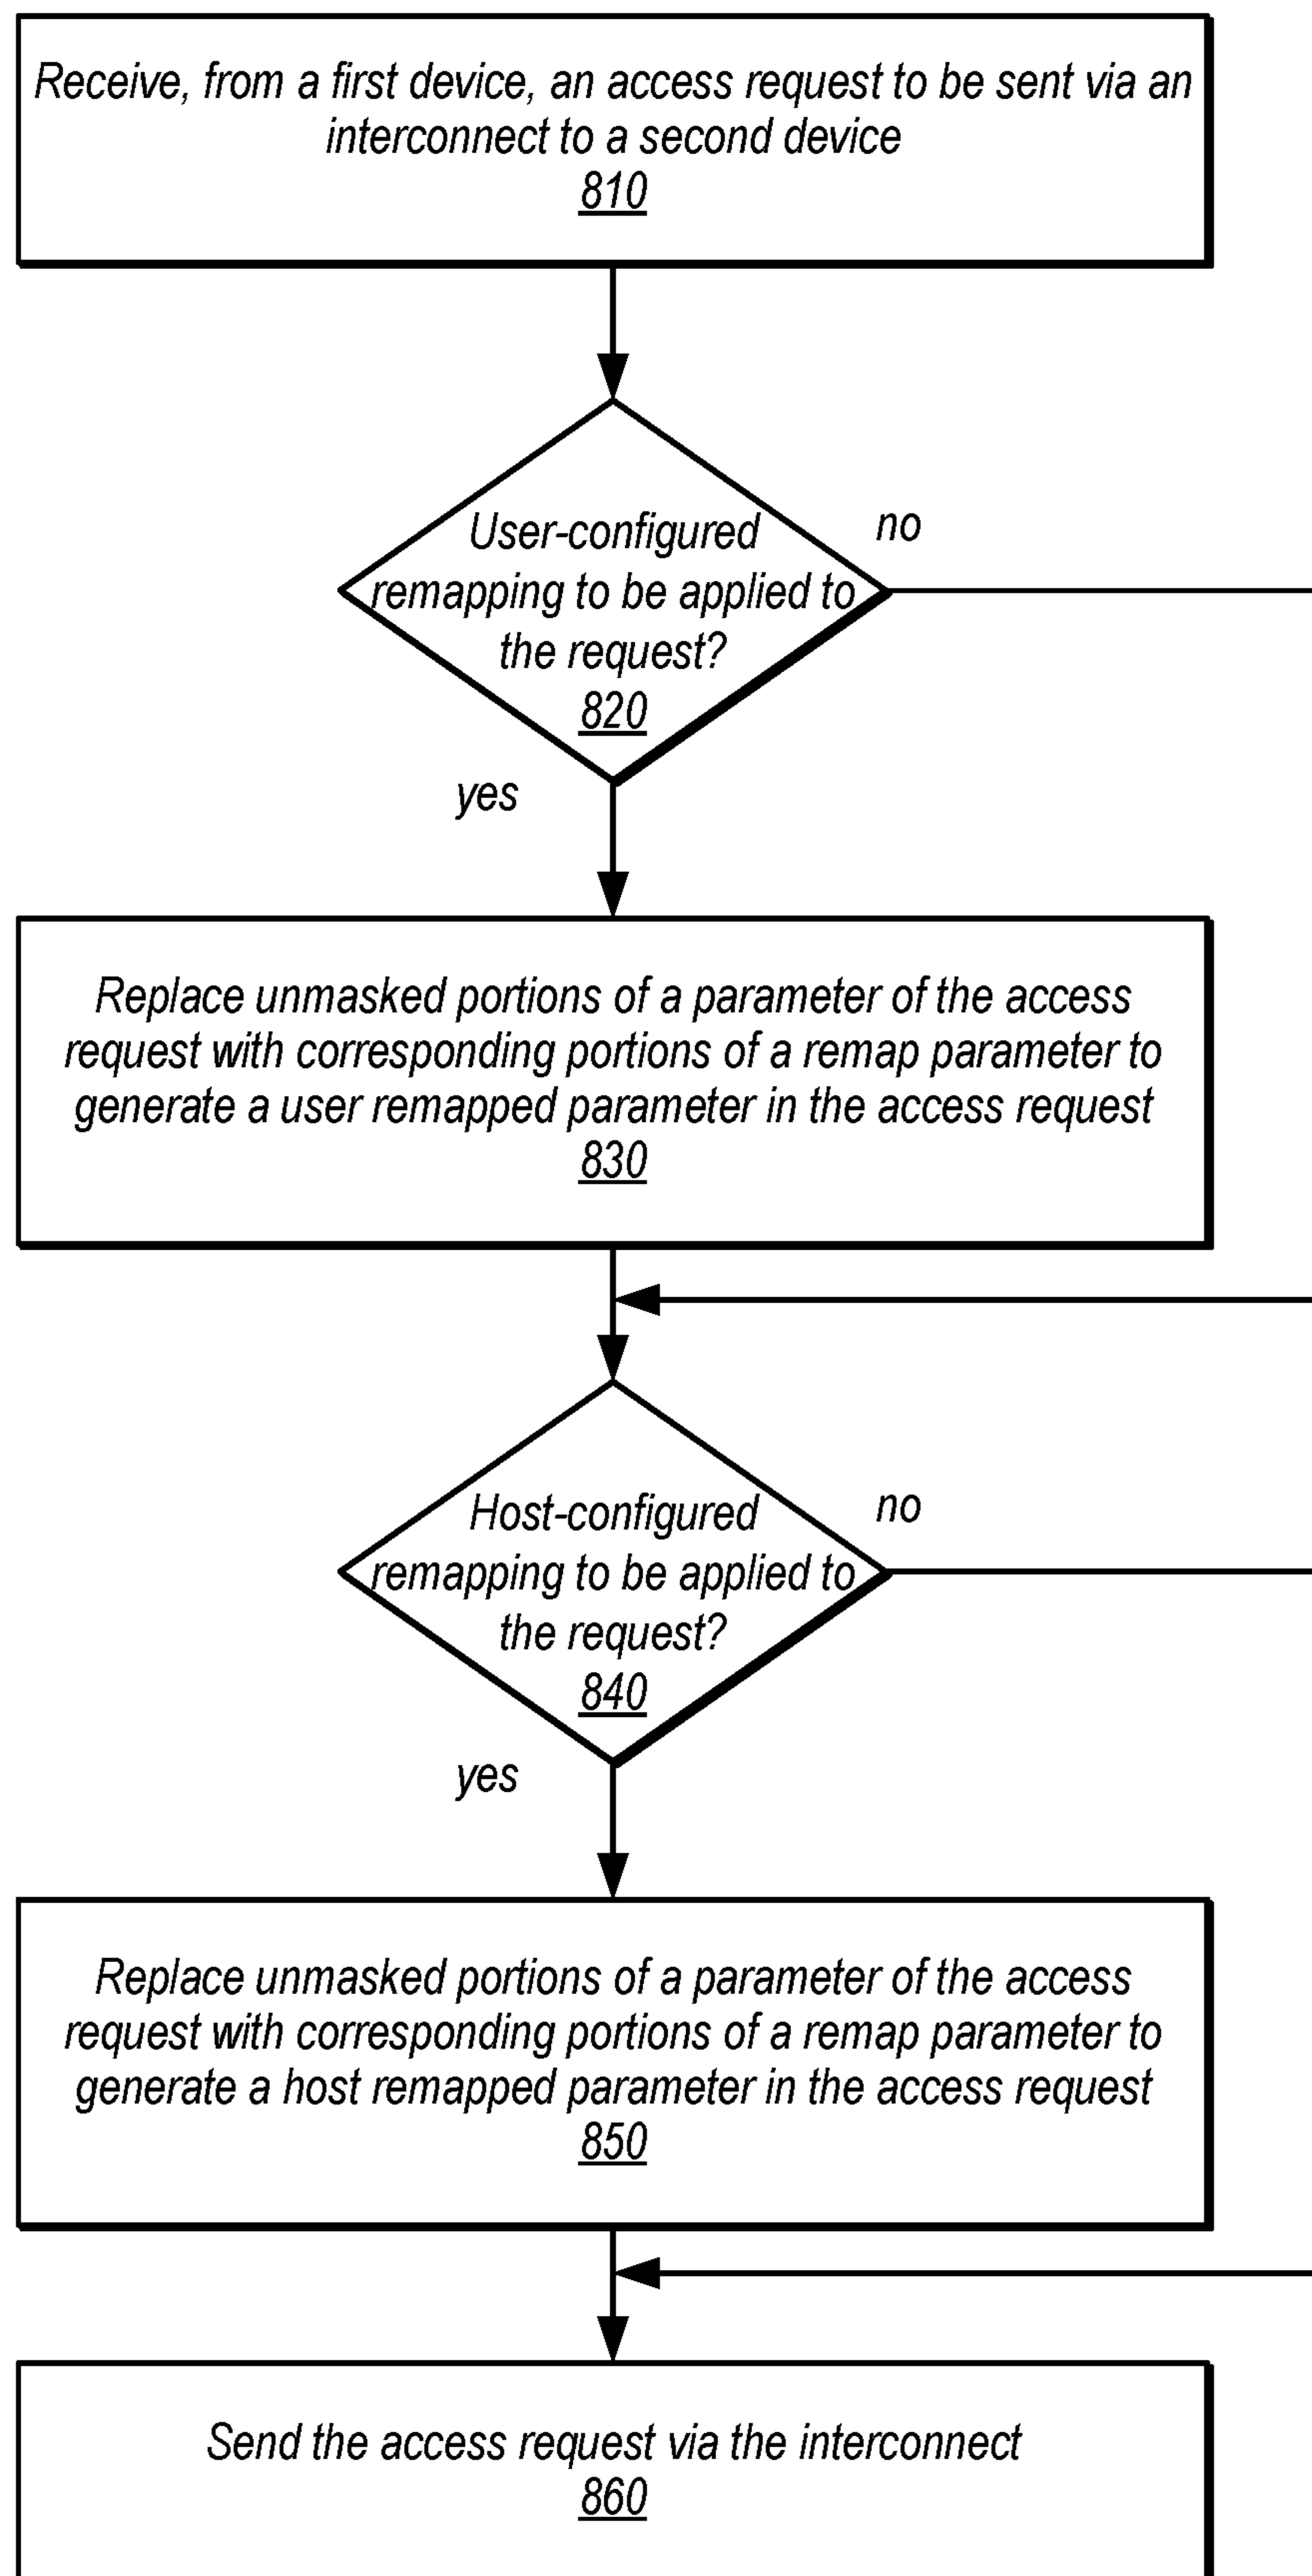 Receive, from a first device, an access request to be sent via an
interconnect to a second device
810
User-configured
remapping to be applied to
the request?
820
no
yes
Replace unmasked portions of a parameter of the access
request with corresponding portions of a remap parameter to
generate a user remapped parameter in the access request
830
Host-configured
remapping to be applied to
the request?
840
no
yes
Replace unmasked portions of a parameter of the access
request with corresponding portions of a remap parameter to
generate a host remapped parameter in the access request
850
Send the access request via the interconnect
860